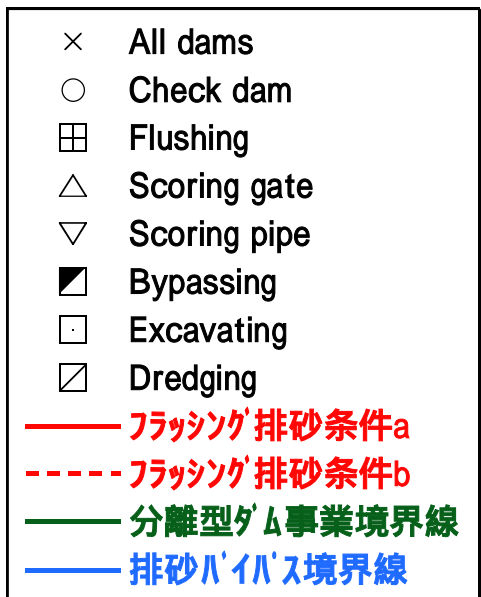 All dams
Check dam
Flushing
Scoring gate
Scoring pipe
Bypassing
Excavating
Dredging
ﾌﾗｯｼﾝｸﾞ排砂条件a
ﾌﾗｯｼﾝｸﾞ排砂条件b
分離型ﾀﾞﾑ事業境界線
排砂ﾊﾞｲﾊﾟｽ境界線